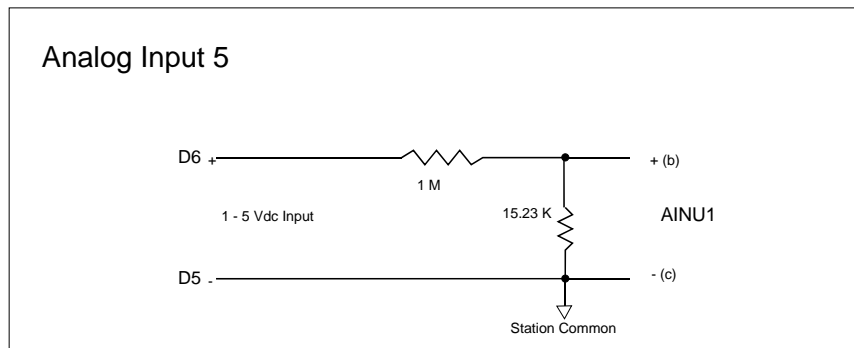 Analog Input 5
D6 +
+ (b)
1 M
1 - 5 Vdc Input
15.23 K
AINU1
D5 -
- (c)
Station Common